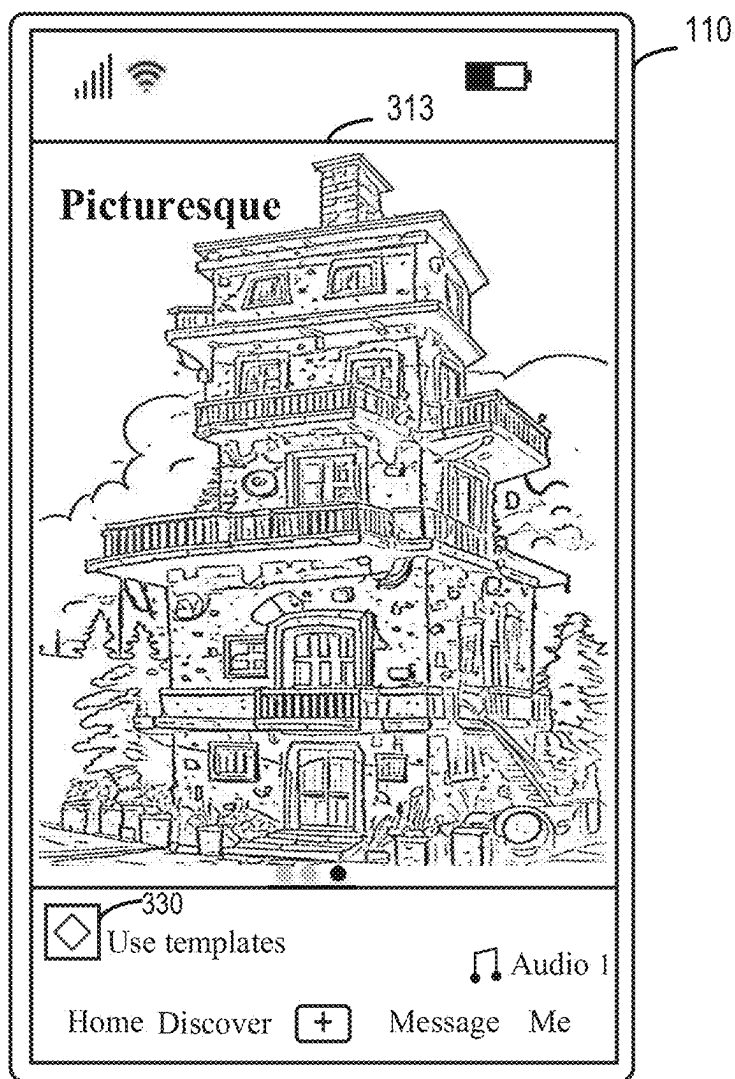 110
313
Picturesque
330
Use templates
Audio 1
Home Discover + Message Me